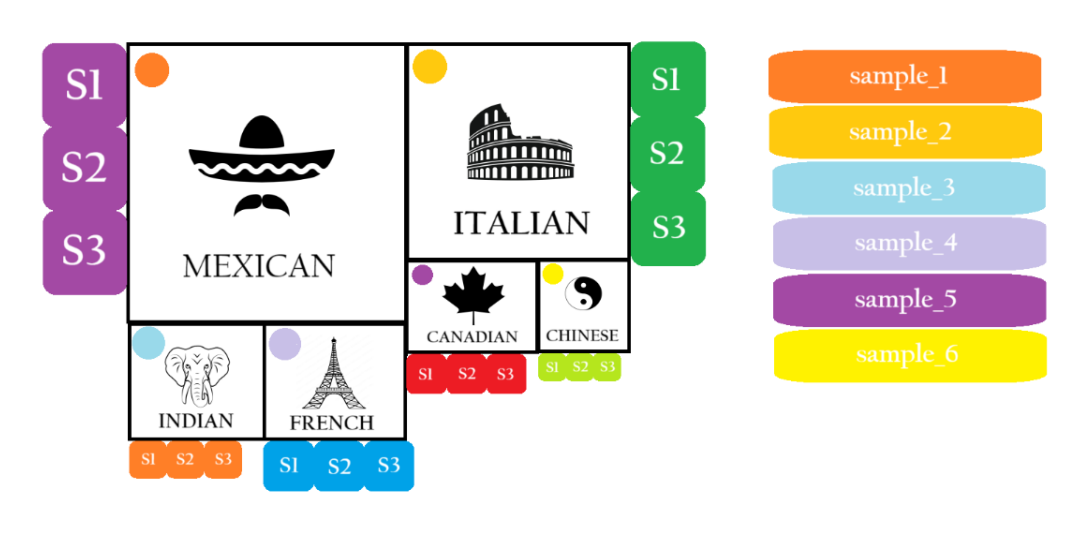 S1
S2
S3
MEXICAN
ITALIAN
S1
S2
S3
CANADIAN
S1 S2 S3
CHINESE
S1 S2 S3
INDIAN
S1 S2 S3
FRENCH
S1 S2 S3
sample_1
sample_2
sample_3
sample_4
sample_5
sample_6